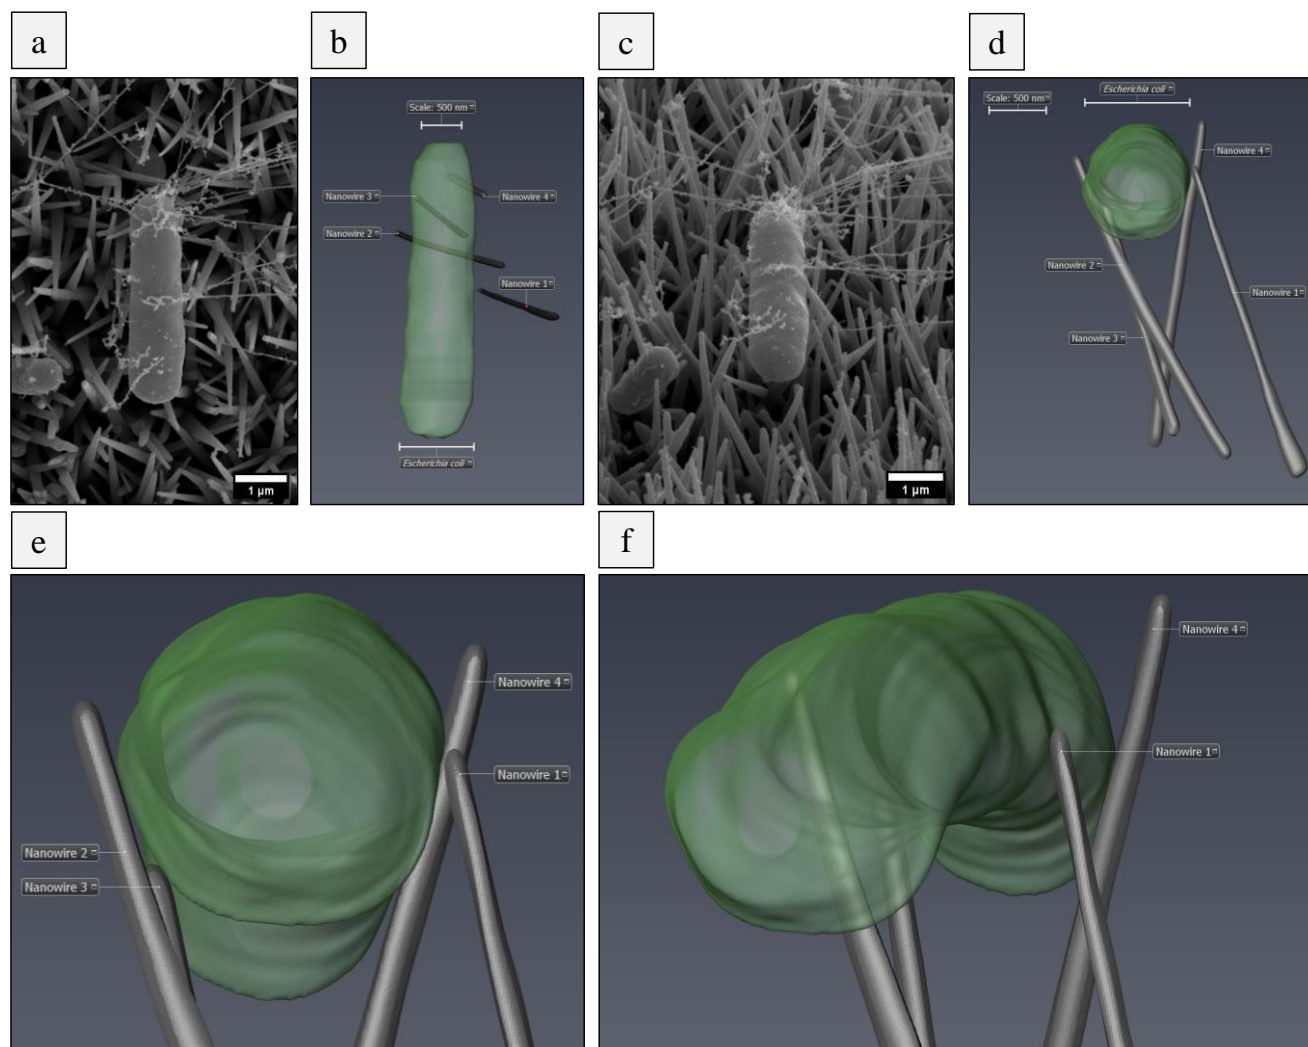 a
b
c
d
Scale: 500 nm
Nanowire 3
Nanowire 4
Nanowire 2
Nanowire 1
Escherichia coli
1 µm
1 µm
Scale: 500 nm
Escherichia coli
Nanowire 4
Nanowire 2
Nanowire 1
Nanowire 3
e
f
Nanowire 4
Nanowire 1
Nanowire 2
Nanowire 3
Nanowire 4
Nanowire 1